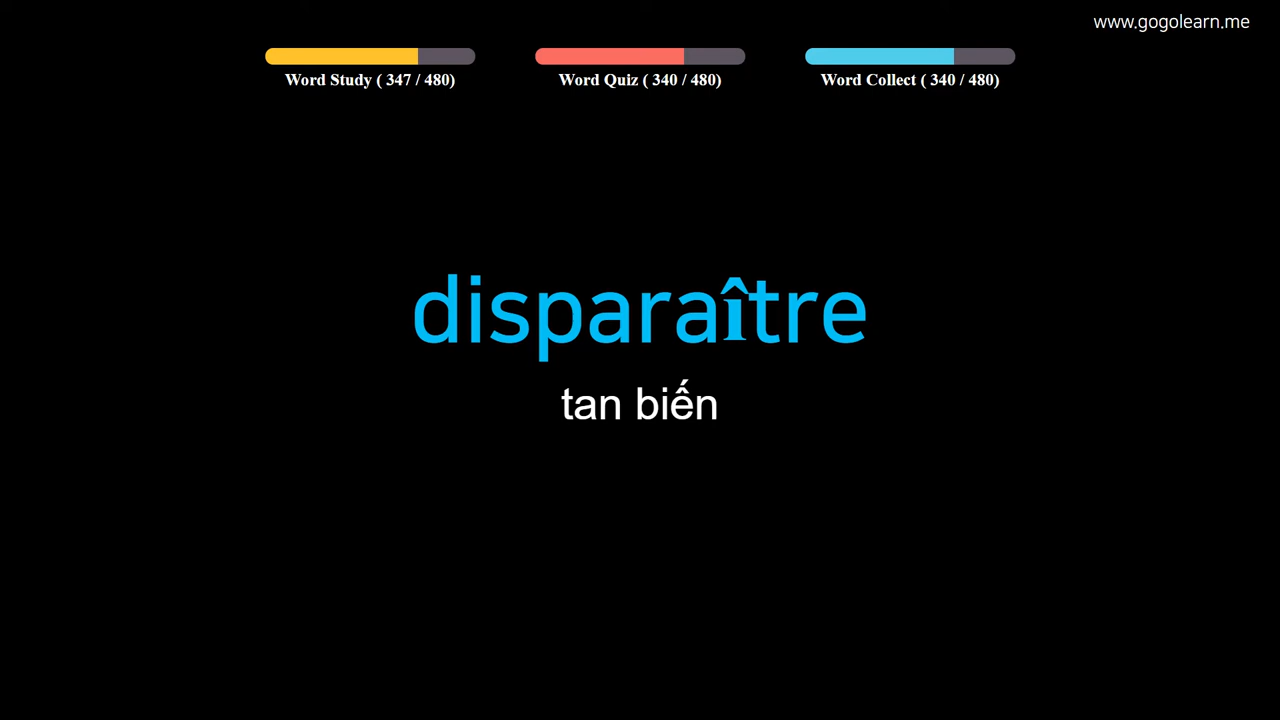 www.gogolearn.me
Word Study ( 347 / 480)
Word Quiz ( 340 / 480)
Word Collect ( 340 / 480)
disparaître
tan biến